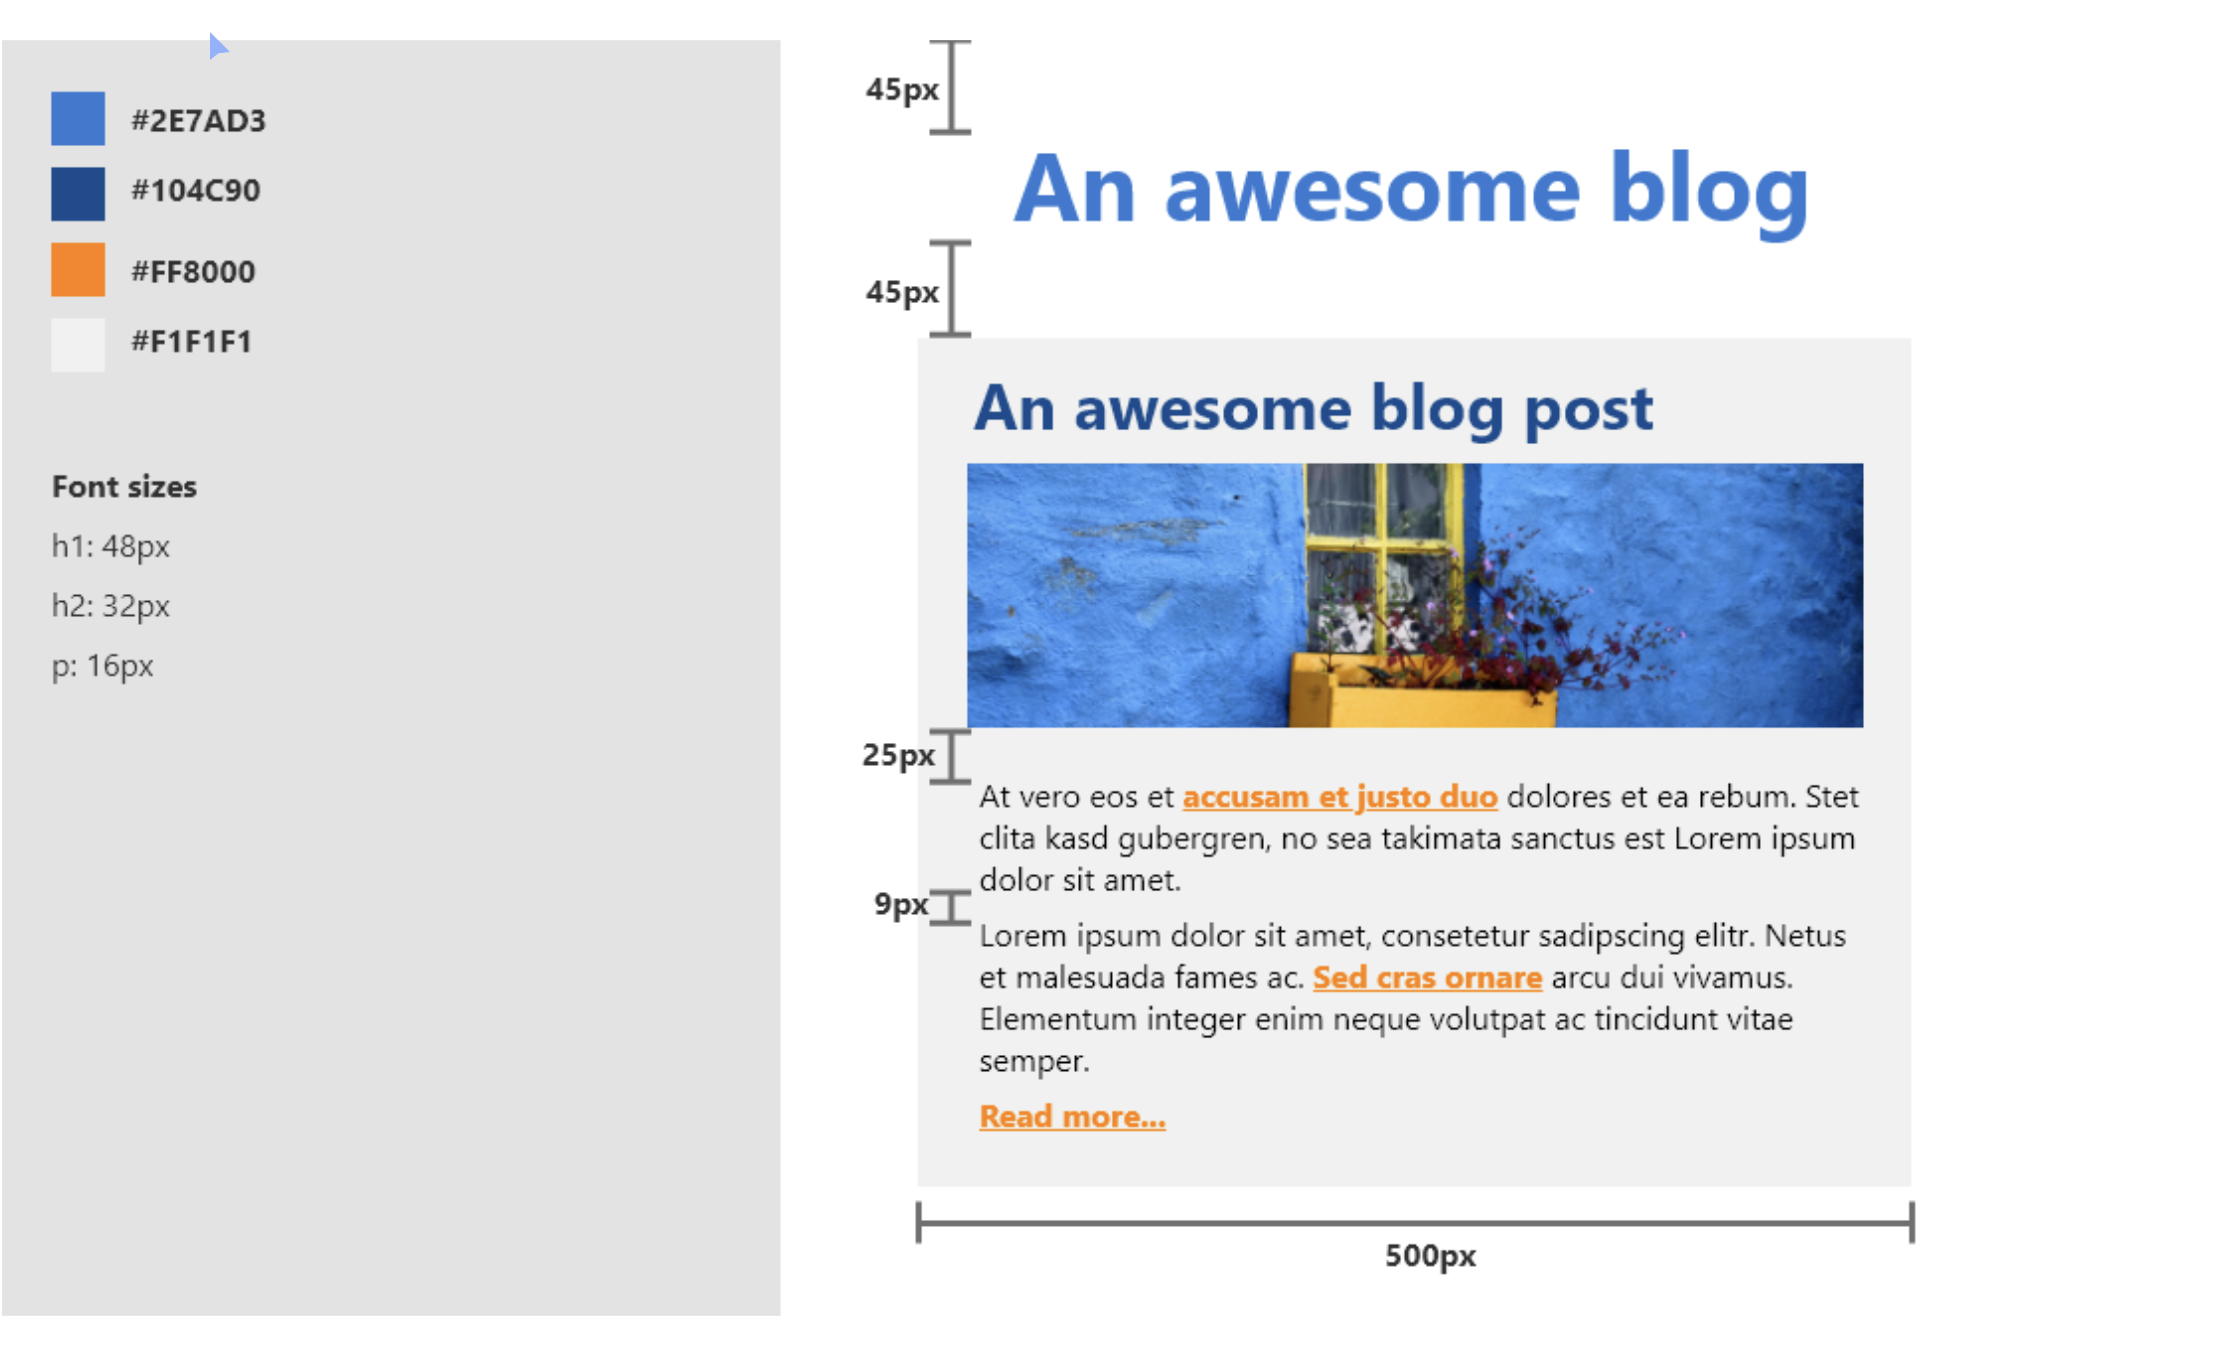 #2E7AD3
#104C90
#FF8000
#F1F1F1
Font sizes
h1: 48px
h2: 32px
p: 16px
45px
An awesome blog
45px
An awesome blog post
25px
At vero eos et accusam et justo duo dolores et ea rebum. Stet
clita kasd gubergren, no sea takimata sanctus est Lorem ipsum
dolor sit amet.
9px
Lorem ipsum dolor sit amet, consetetur sadipscing elitr. Netus
et malesuada fames ac. Sed cras ornare arcu dui vivamus.
Elementum integer enim neque volutpat ac tincidunt vitae
semper.
Read more...
500px